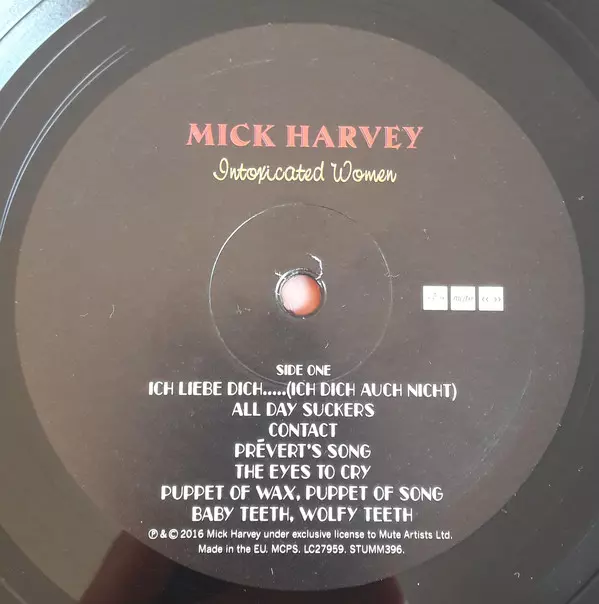 MICK HARVEY
Intoxicated Women
mute
SIDE ONE
ICH LIEBE DICH.....(ICH DICH AUCH NICHT)
ALL DAY SUCKERS
CONTACT
PRÉVERT'S SONG
THE EYES TO CRY
PUPPET OF WAX, PUPPET OF SONG
BABY TEETH, WOLFY TEETH
℗ & © 2016 Mick Harvey under exclusive license to Mute Artists Ltd.
Made in the EU. MCPS. LC27959. STUMM396.